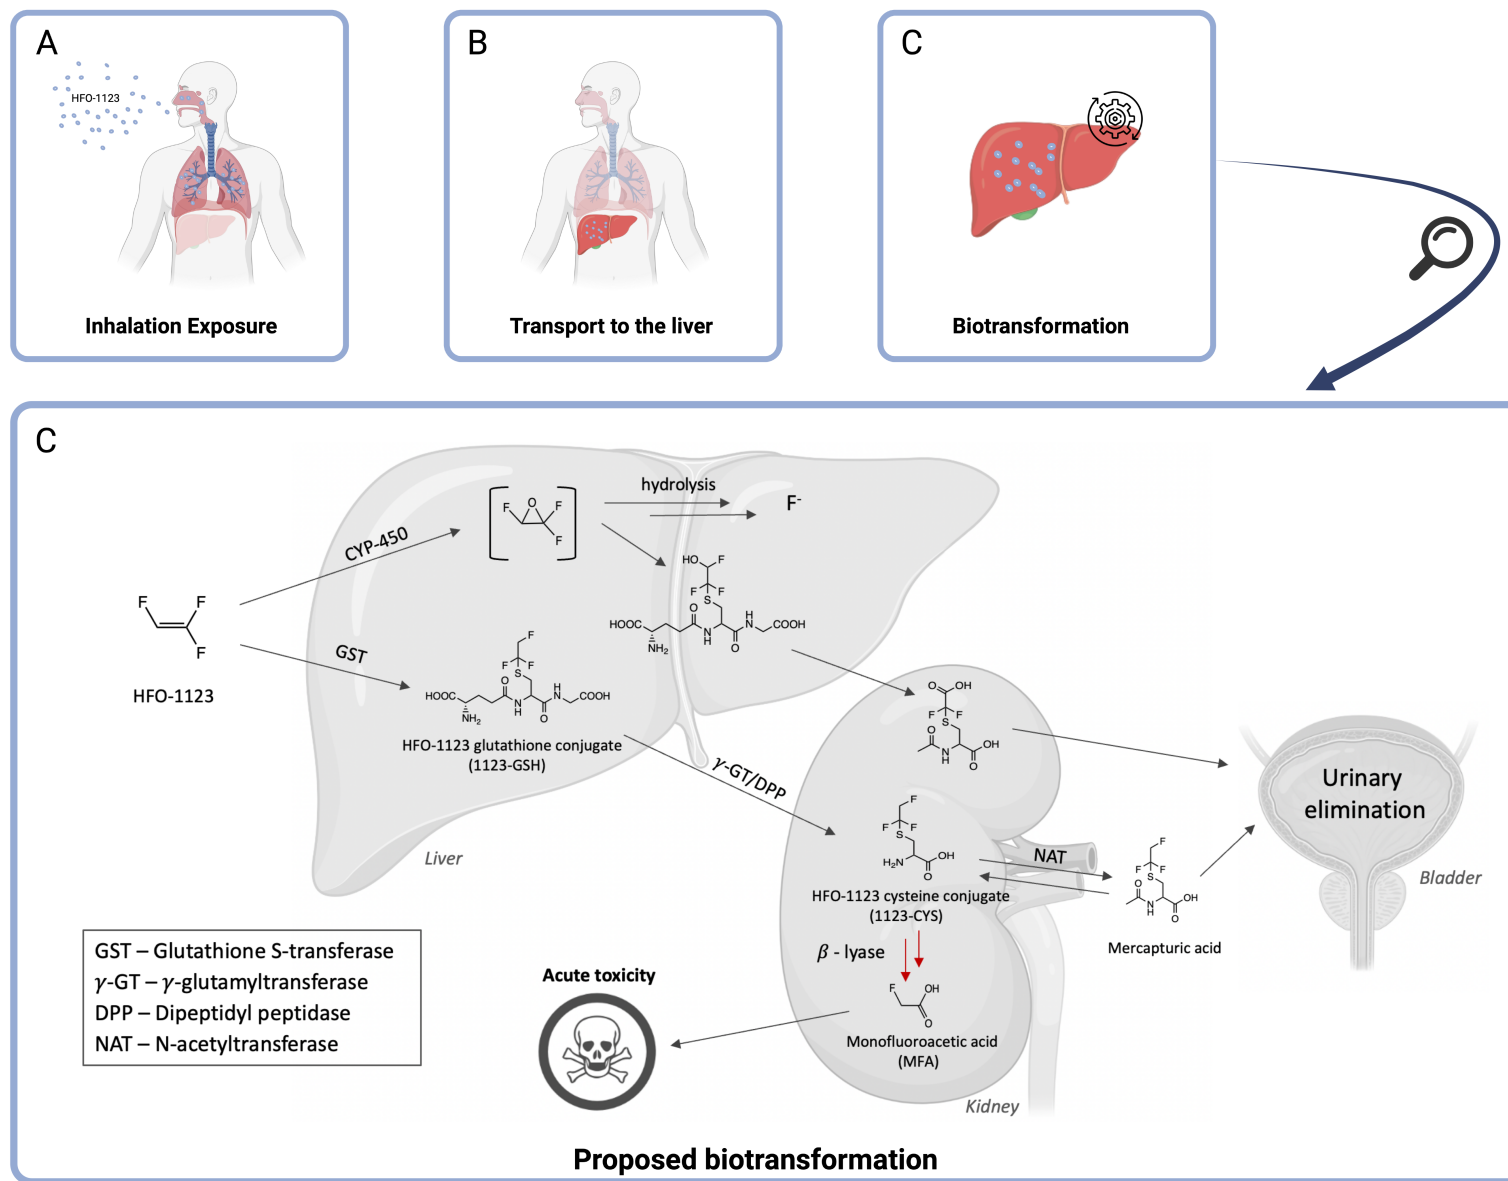 A
HFO-1123
Inhalation Exposure
B
Transport to the liver
C
Biotransformation
C
CYP-450
F
O
F
F
hydrolysis
F-
HO
F
F
F
S
HOOC
NH₂
O
N
H
O
H
N
COOH
F
F
F
HFO-1123
GST
F
F
F
S
HOOC
NH₂
O
N
H
O
H
N
COOH
HFO-1123 glutathione conjugate
(1123-GSH)
γ-GT/DPP
Liver
O
OH
F
F
S
O
N
H
OH
O
F
F
F
S
H₂N
OH
O
HFO-1123 cysteine conjugate
(1123-CYS)
NAT
F
F
F
S
O
N
H
OH
O
Mercapturic acid
Urinary
elimination
Bladder
β - lyase
F
OH
O
Monofluoroacetic acid
(MFA)
Kidney
Acute toxicity
GST – Glutathione S-transferase
γ-GT – γ-glutamyltransferase
DPP – Dipeptidyl peptidase
NAT – N-acetyltransferase
Proposed biotransformation